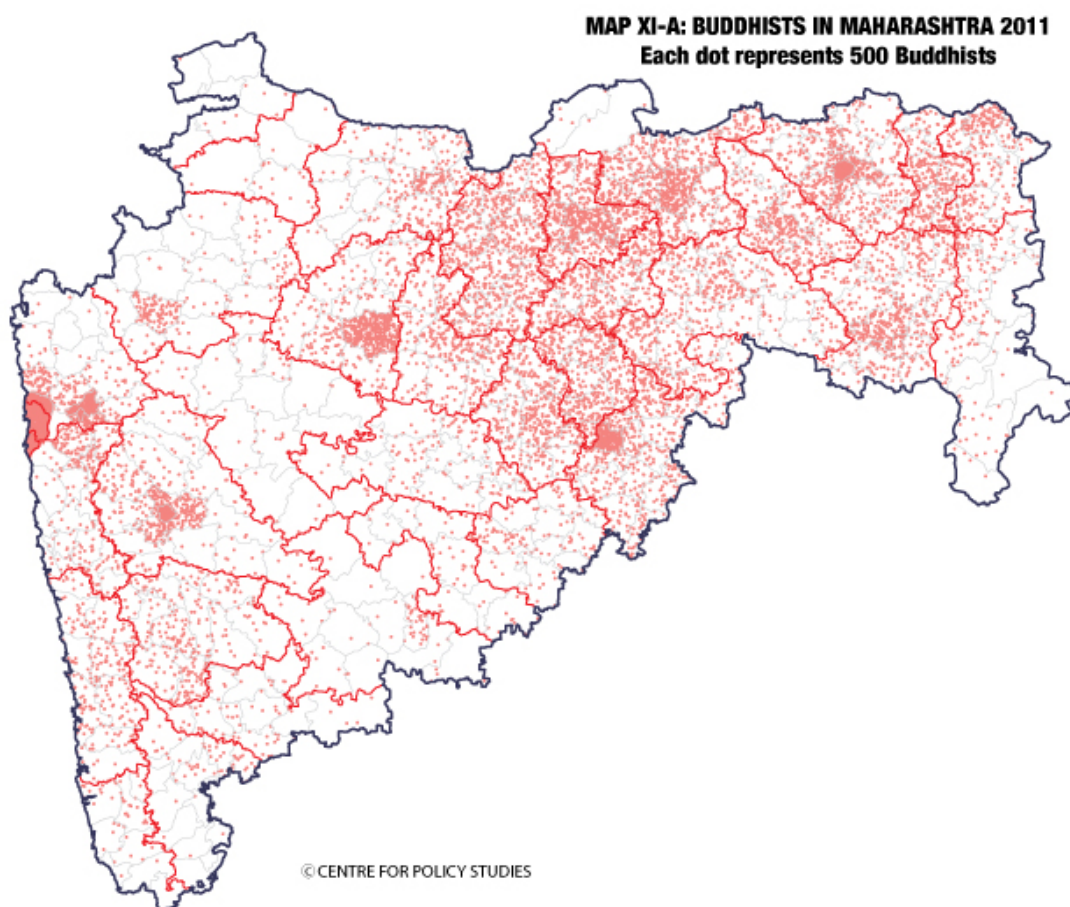 MAP XI-A: BUDDHISTS IN MAHARASHTRA 2011
Each dot represents 500 Buddhists
© CENTRE FOR POLICY STUDIES